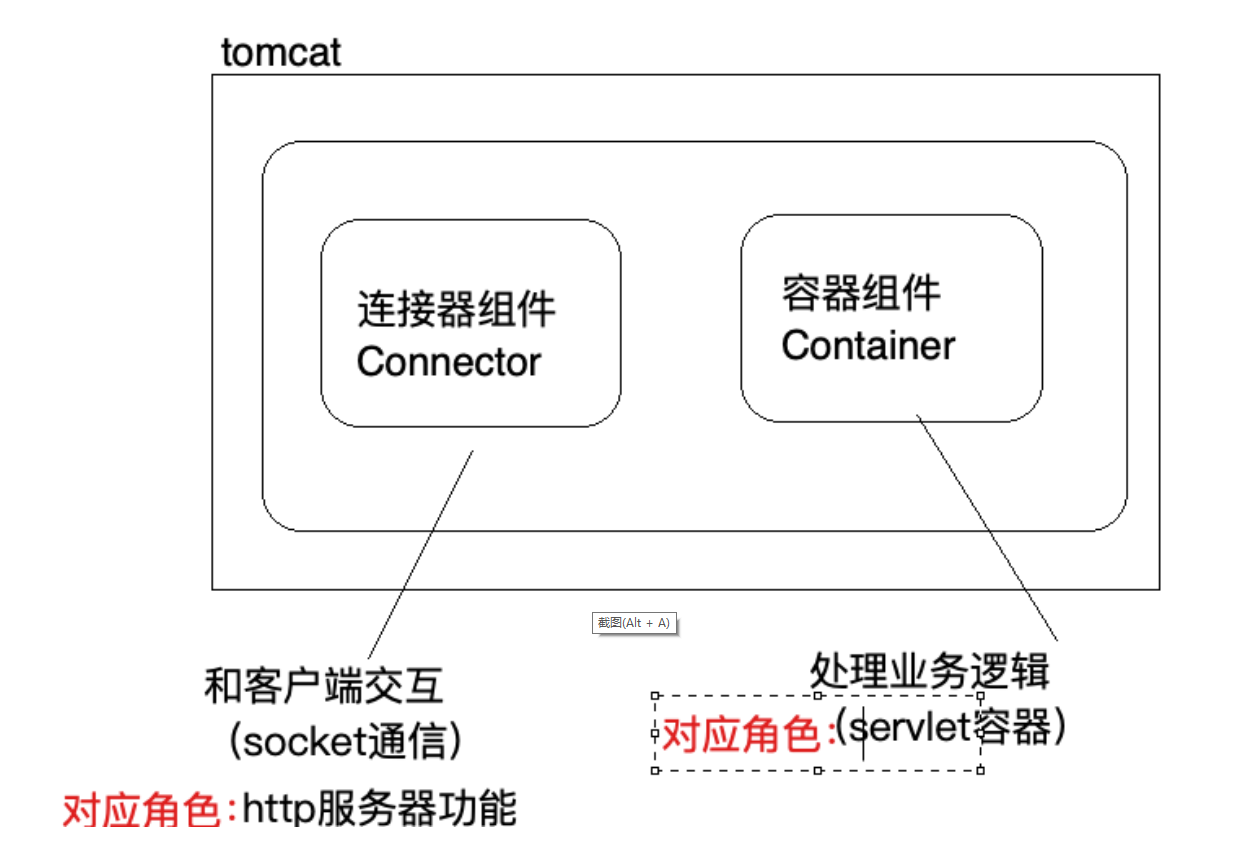 tomcat
连接器组件
Connector
容器组件
Container
截图(Alt + A)
和客户端交互
（socket通信）
对应角色:http服务器功能
处理业务逻辑
对应角色:（servlet容器）